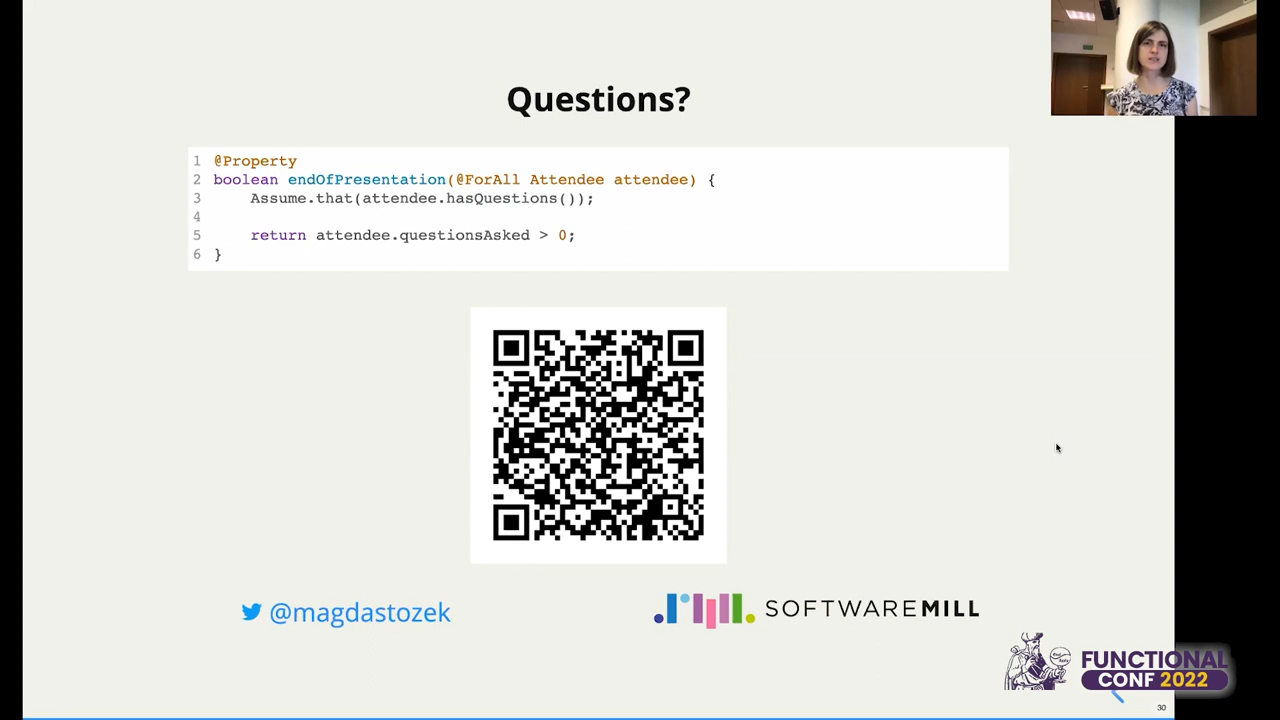 Questions?
1 @Property
2 boolean endOfPresentation(@ForAll Attendee attendee) {
3 Assume.that(attendee.hasQuestions());
4
5 return attendee.questionsAsked > 0;
6 }
@magdastozek
SOFTWAREMILL
FUNCTIONAL
CONF 2022
30